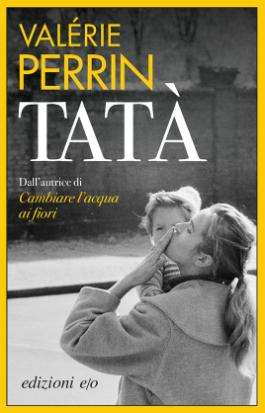 VALÉRIE
PERRIN
TATÀ
Dall'autrice di
Cambiare l'acqua
ai fiori
edizioni e/o